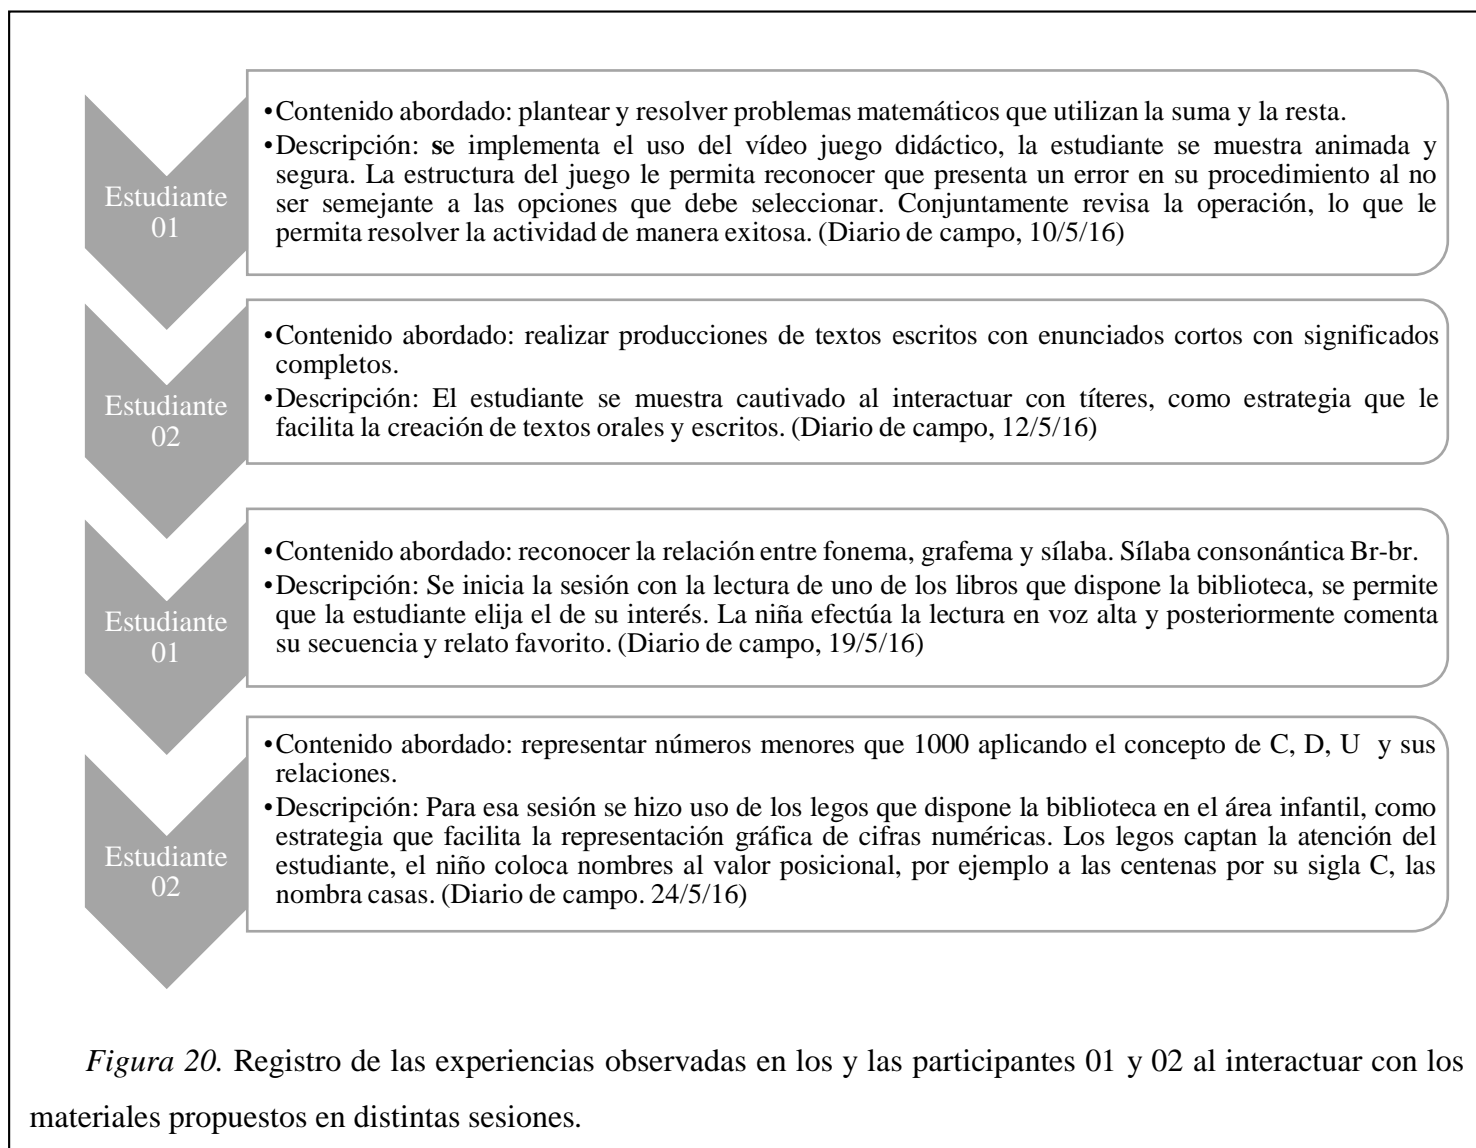 Estudiante
01
•Contenido abordado: plantear y resolver problemas matemáticos que utilizan la suma y la resta.
•Descripción: se implementa el uso del vídeo juego didáctico, la estudiante se muestra animada y
segura. La estructura del juego le permita reconocer que presenta un error en su procedimiento al no
ser semejante a las opciones que debe seleccionar. Conjuntamente revisa la operación, lo que le
permita resolver la actividad de manera exitosa. (Diario de campo, 10/5/16)
Estudiante
02
•Contenido abordado: realizar producciones de textos escritos con enunciados cortos con significados
completos.
•Descripción: El estudiante se muestra cautivado al interactuar con títeres, como estrategia que le
facilita la creación de textos orales y escritos. (Diario de campo, 12/5/16)
Estudiante
01
•Contenido abordado: reconocer la relación entre fonema, grafema y sílaba. Sílaba consonántica Br-br.
•Descripción: Se inicia la sesión con la lectura de uno de los libros que dispone la biblioteca, se permite
que la estudiante elija el de su interés. La niña efectúa la lectura en voz alta y posteriormente comenta
su secuencia y relato favorito. (Diario de campo, 19/5/16)
Estudiante
02
•Contenido abordado: representar números menores que 1000 aplicando el concepto de C, D, U y sus
relaciones.
•Descripción: Para esa sesión se hizo uso de los legos que dispone la biblioteca en el área infantil, como
estrategia que facilita la representación gráfica de cifras numéricas. Los legos captan la atención del
estudiante, el niño coloca nombres al valor posicional, por ejemplo a las centenas por su sigla C, las
nombra casas. (Diario de campo. 24/5/16)
Figura 20. Registro de las experiencias observadas en los y las participantes 01 y 02 al interactuar con los
materiales propuestos en distintas sesiones.